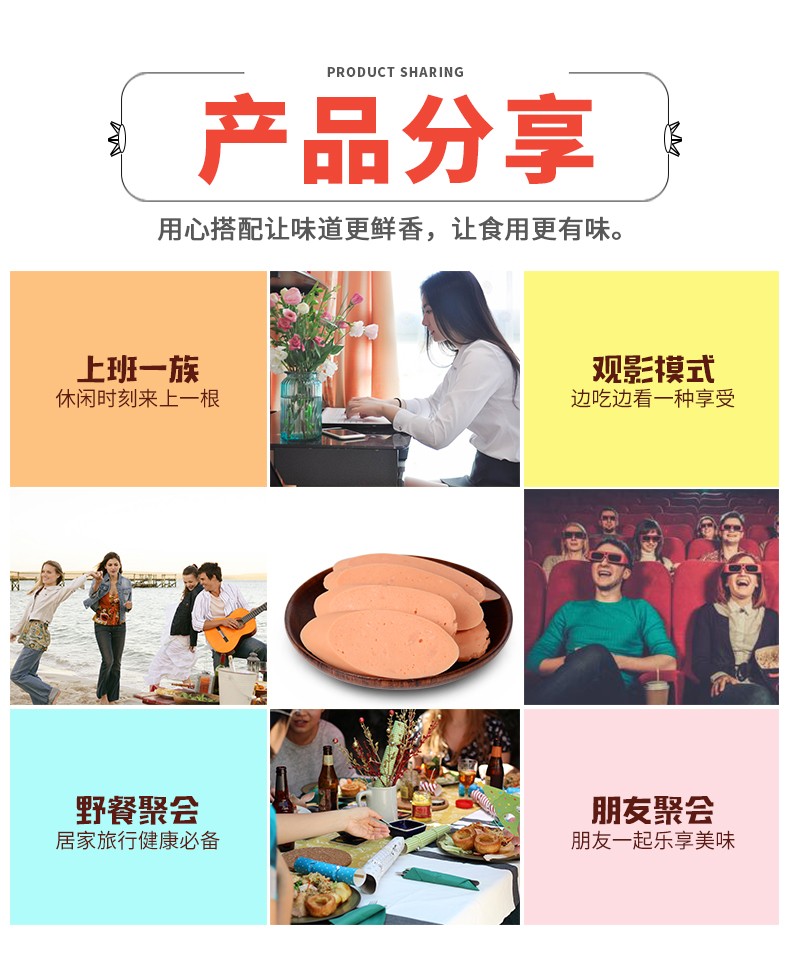 PRODUCT SHARING
产品分享
用心搭配让味道更鲜香，让食用更有味。
上班一族
休闲时刻来上一根
观影摸式
边吃边看一种享受
野餐聚会
居家旅行健康必备
朋友聚会
朋友一起乐享美味